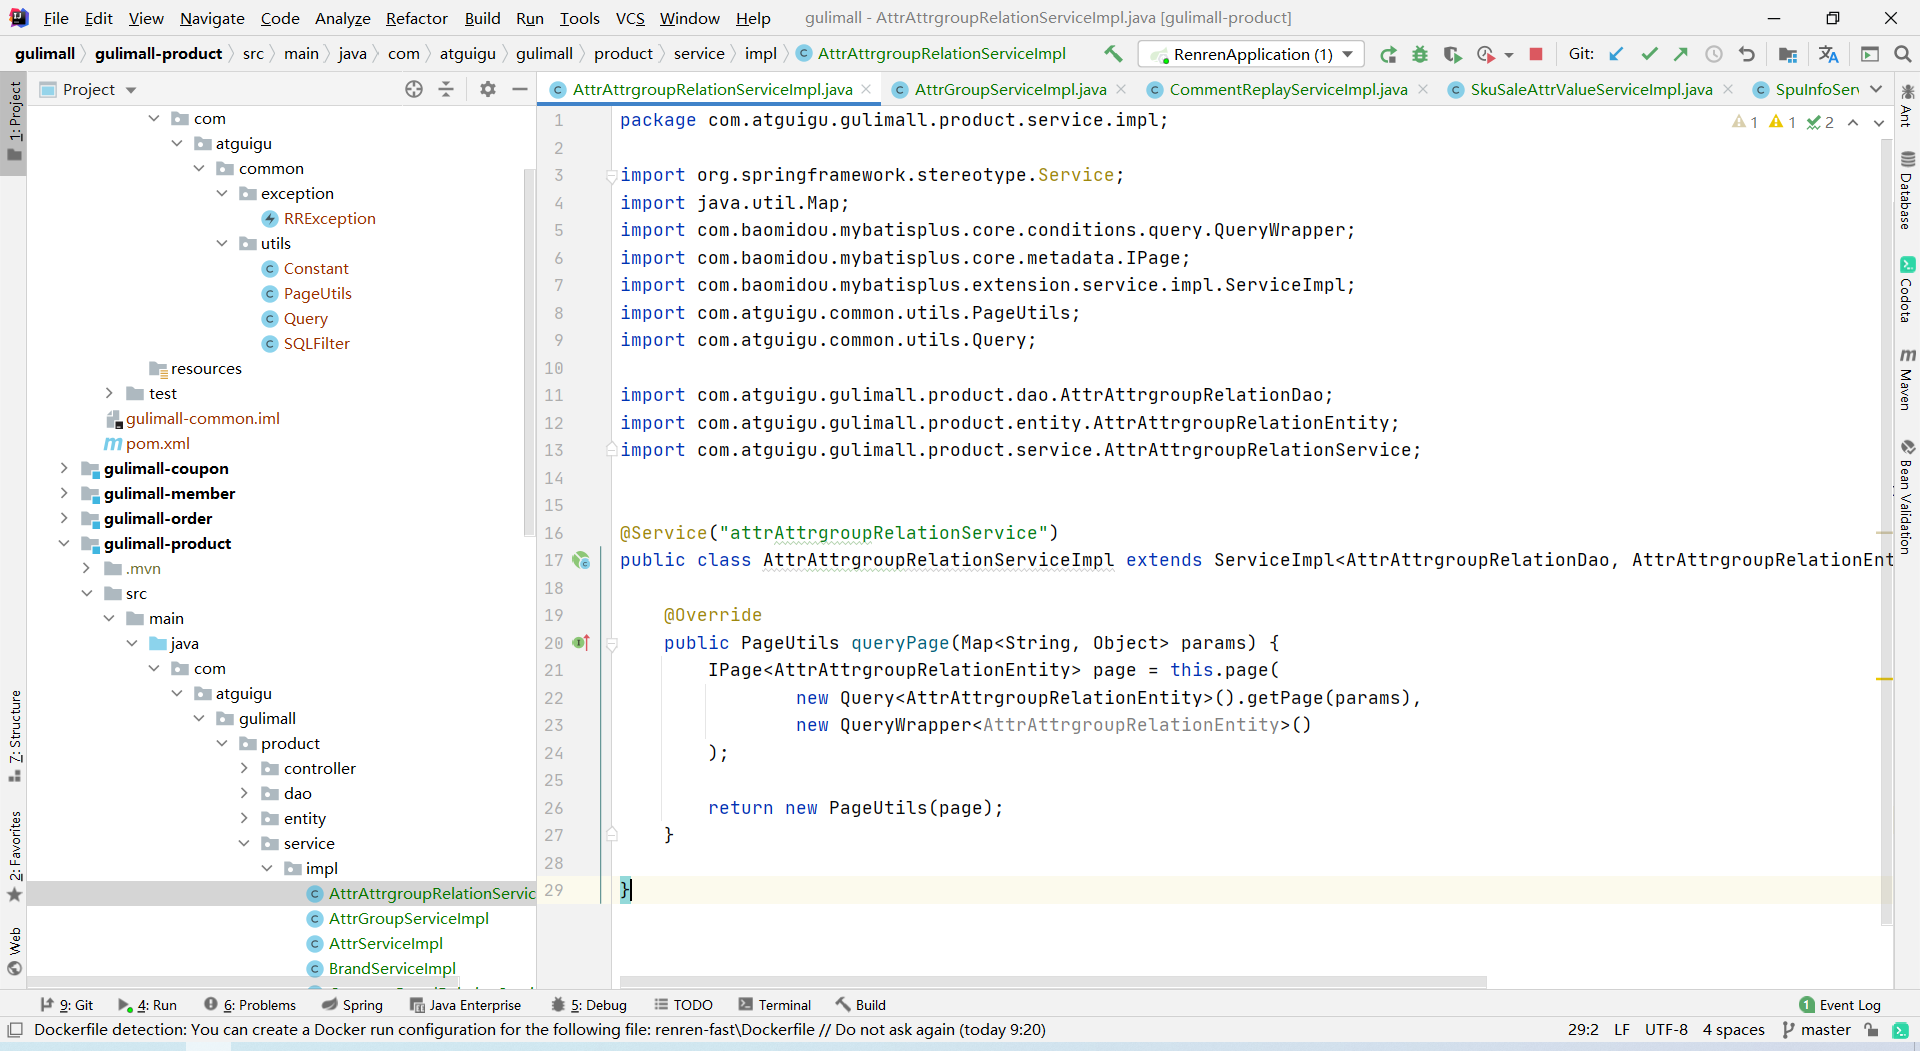 File Edit View Navigate Code Analyze Refactor Build Run Tools VCS Window Help gulimall - AttrAttrgroupRelationServiceImpl.java [gulimall-product]
gulimall gulimall-product src main java com atguigu gulimall product service impl AttrAttrgroupRelationServiceImpl RenrenApplication (1) Git:
Project
AttrAttrgroupRelationServiceImpl.java AttrGroupServiceImpl.java CommentReplayServiceImpl.java SkuSaleAttrValueServiceImpl.java SpuInfoSer
1: Project
7: Structure
2: Favorites
Web
com
atguigu
common
exception
RRException
utils
Constant
PageUtils
Query
SQLFilter
resources
test
gulimall-common.iml
pom.xml
gulimall-coupon
gulimall-member
gulimall-order
gulimall-product
.mvn
src
main
java
com
atguigu
gulimall
product
controller
dao
entity
service
impl
AttrAttrgroupRelationServic
AttrGroupServiceImpl
AttrServiceImpl
BrandServiceImpl
1 1 2
1 package com.atguigu.gulimall.product.service.impl;
2
3 import org.springframework.stereotype.Service;
4 import java.util.Map;
5 import com.baomidou.mybatisplus.core.conditions.query.QueryWrapper;
6 import com.baomidou.mybatisplus.core.metadata.IPage;
7 import com.baomidou.mybatisplus.extension.service.impl.ServiceImpl;
8 import com.atguigu.common.utils.PageUtils;
9 import com.atguigu.common.utils.Query;
10
11 import com.atguigu.gulimall.product.dao.AttrAttrgroupRelationDao;
12 import com.atguigu.gulimall.product.entity.AttrAttrgroupRelationEntity;
13 import com.atguigu.gulimall.product.service.AttrAttrgroupRelationService;
14
15
16 @Service("attrAttrgroupRelationService")
17 public class AttrAttrgroupRelationServiceImpl extends ServiceImpl<AttrAttrgroupRelationDao, AttrAttrgroupRelationEnt
18
19 @Override
20 public PageUtils queryPage(Map<String, Object> params) {
21 IPage<AttrAttrgroupRelationEntity> page = this.page(
22 new Query<AttrAttrgroupRelationEntity>().getPage(params),
23 new QueryWrapper<AttrAttrgroupRelationEntity>()
24 );
25
26 return new PageUtils(page);
27 }
28
29 }
Ant
Database
Codota
Maven
Bean Validation
9: Git 4: Run 6: Problems Spring Java Enterprise 5: Debug TODO Terminal Build 1 Event Log
Dockerfile detection: You can create a Docker run configuration for the following file: renren-fast\Dockerfile // Do not ask again (today 9:20) 29:2 LF UTF-8 4 spaces master